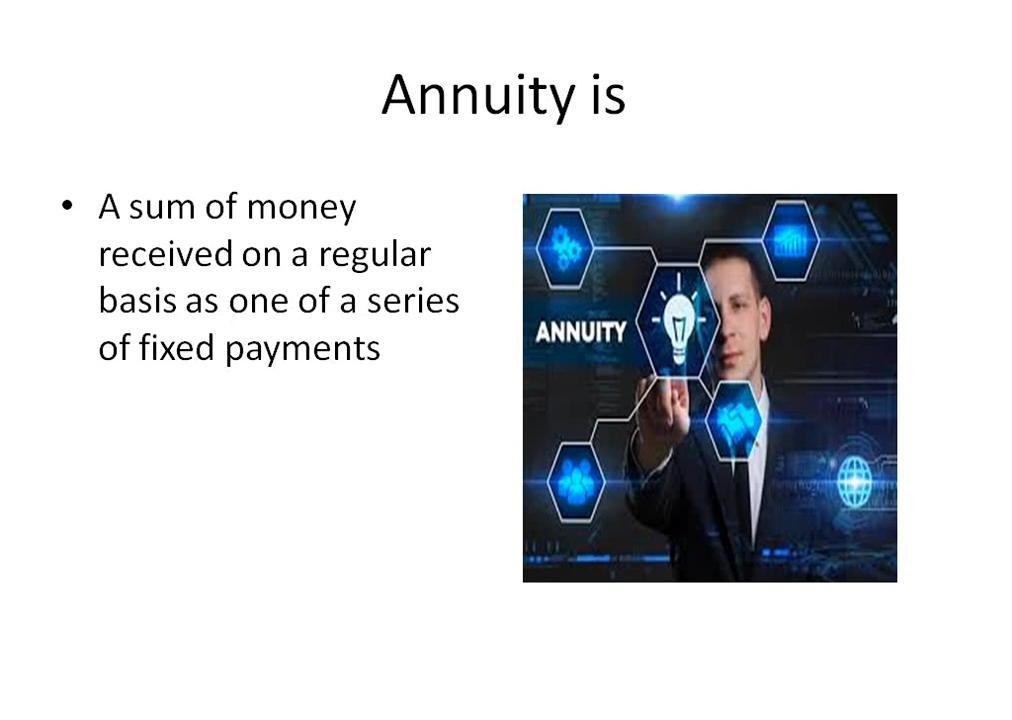 Annuity is
• A sum of money
received on a regular
basis as one of a series
of fixed payments
ANNUITY